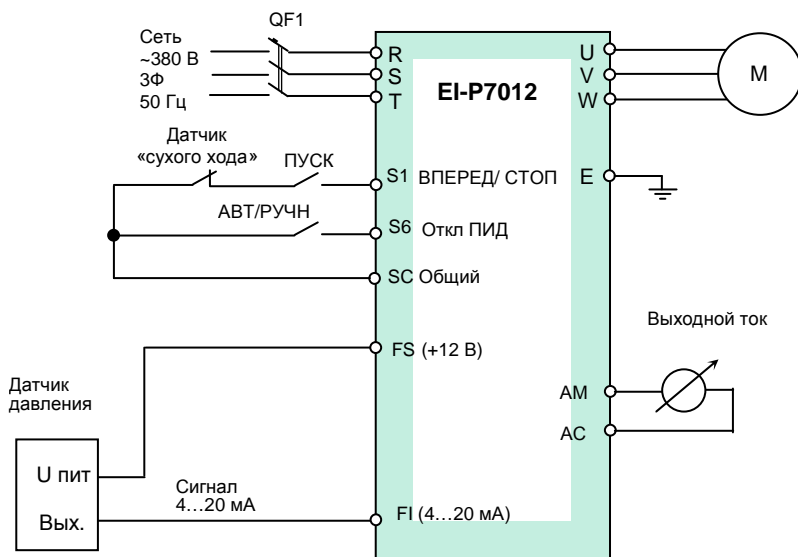 QF1
Сеть
~380 В
3Ф
50 Гц
R
S
T
EI-P7012
U
V
W
М
Датчик
«сухого хода»
ПУСК
S1 ВПЕРЕД/ СТОП
E
АВТ/РУЧН
S6 Откл ПИД
SC Общий
Выходной ток
FS (+12 В)
AM
AC
Датчик
давления
U пит
Сигнал
4...20 мА
Вых.
FI (4...20 мА)